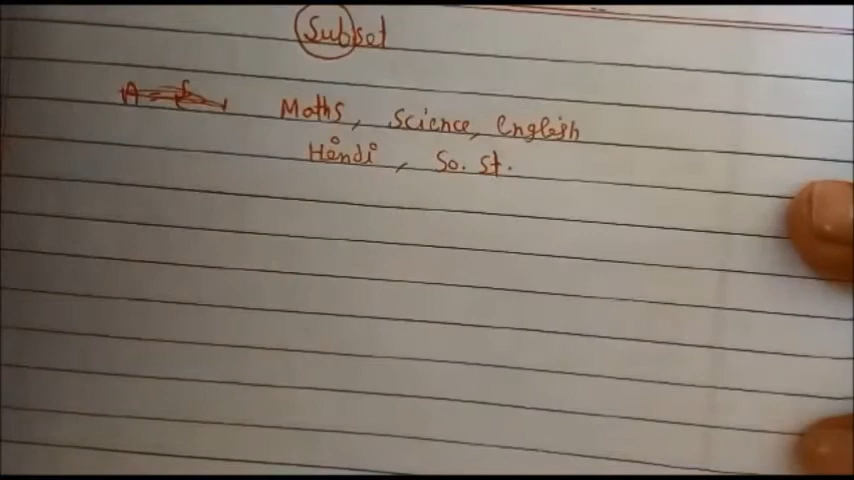 Subset
Maths, Science, English
Hindi, So. St.